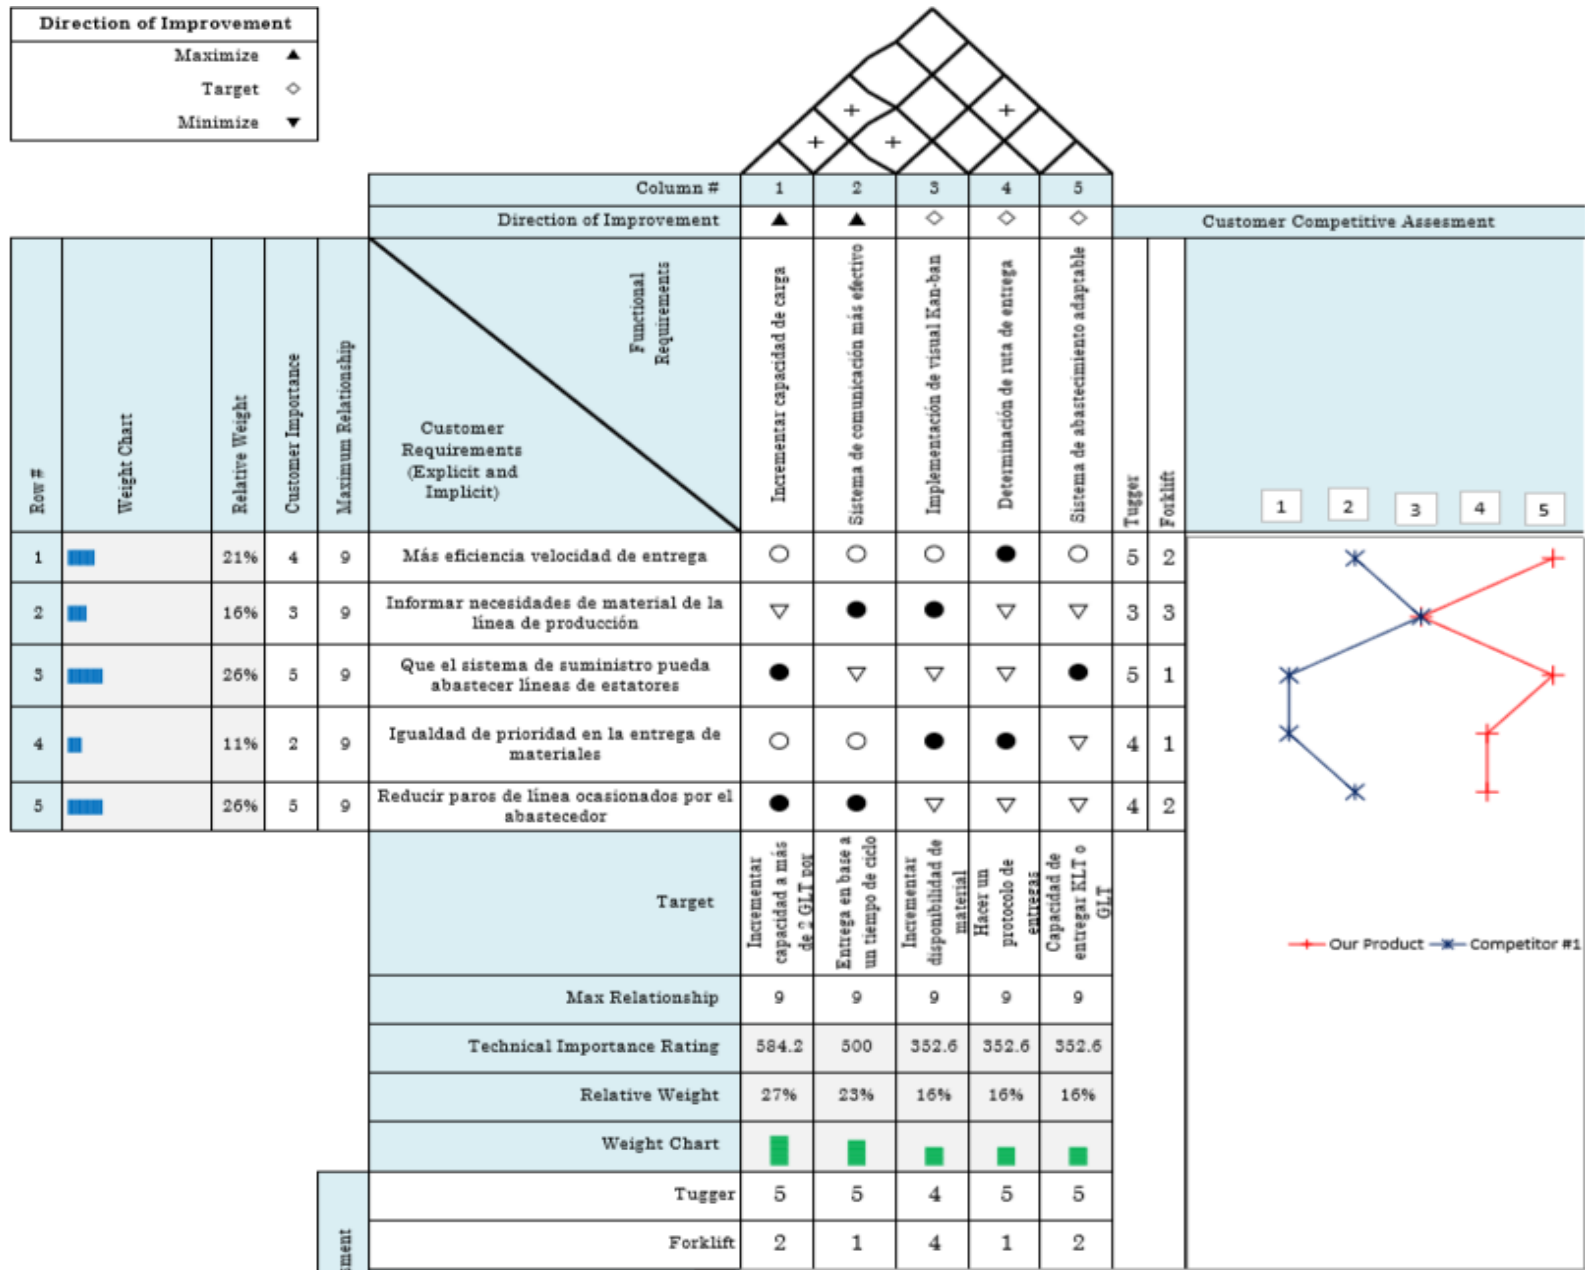 Direction of Improvement
Maximize ▲
Target ◇
Minimize ▼
Column # 1 2 3 4 5
Direction of Improvement ▲ ▲ ◇ ◇ ◇
Customer Competitive Assesment
Row #
Weight Chart
Relative Weight
Customer Importance
Maximum Relationship
Functional
Requirements
Customer
Requirements
(Explicit and
Implicit)
Incrementar capacidad de carga
Sistema de comunicación más efectivo
Implementación de visual Kan-ban
Determinación de ruta de entrega
Sistema de abastecimiento adaptable
Tugger
Forklift
1 2 3 4 5
1 21% 4 9 Más eficiencia velocidad de entrega ○ ○ ○ ● ○ 5 2
2 16% 3 9 Informar necesidades de material de la
línea de producción ▽ ● ● ▽ ▽ 3 3
3 26% 5 9 Que el sistema de suministro pueda
abastecer líneas de estatores ● ▽ ▽ ▽ ● 5 1
4 11% 2 9 Igualdad de prioridad en la entrega de
materiales ○ ○ ● ● ▽ 4 1
5 26% 5 9 Reducir paros de línea ocasionados por el
abastecedor ● ● ▽ ▽ ▽ 4 2
Target
Incrementar
capacidad a más
de 2 GLT por
Entrega en base a
un tiempo de ciclo
Incrementar
disponibilidad de
material
Hacer un
protocolo de
entregas
Capacidad de
entregar KLT o
GLT
Our Product Competitor #1
Max Relationship 9 9 9 9 9
Technical Importance Rating 584.2 500 352.6 352.6 352.6
Relative Weight 27% 23% 16% 16% 16%
Weight Chart
Tugger 5 5 4 5 5
Forklift 2 1 4 1 2